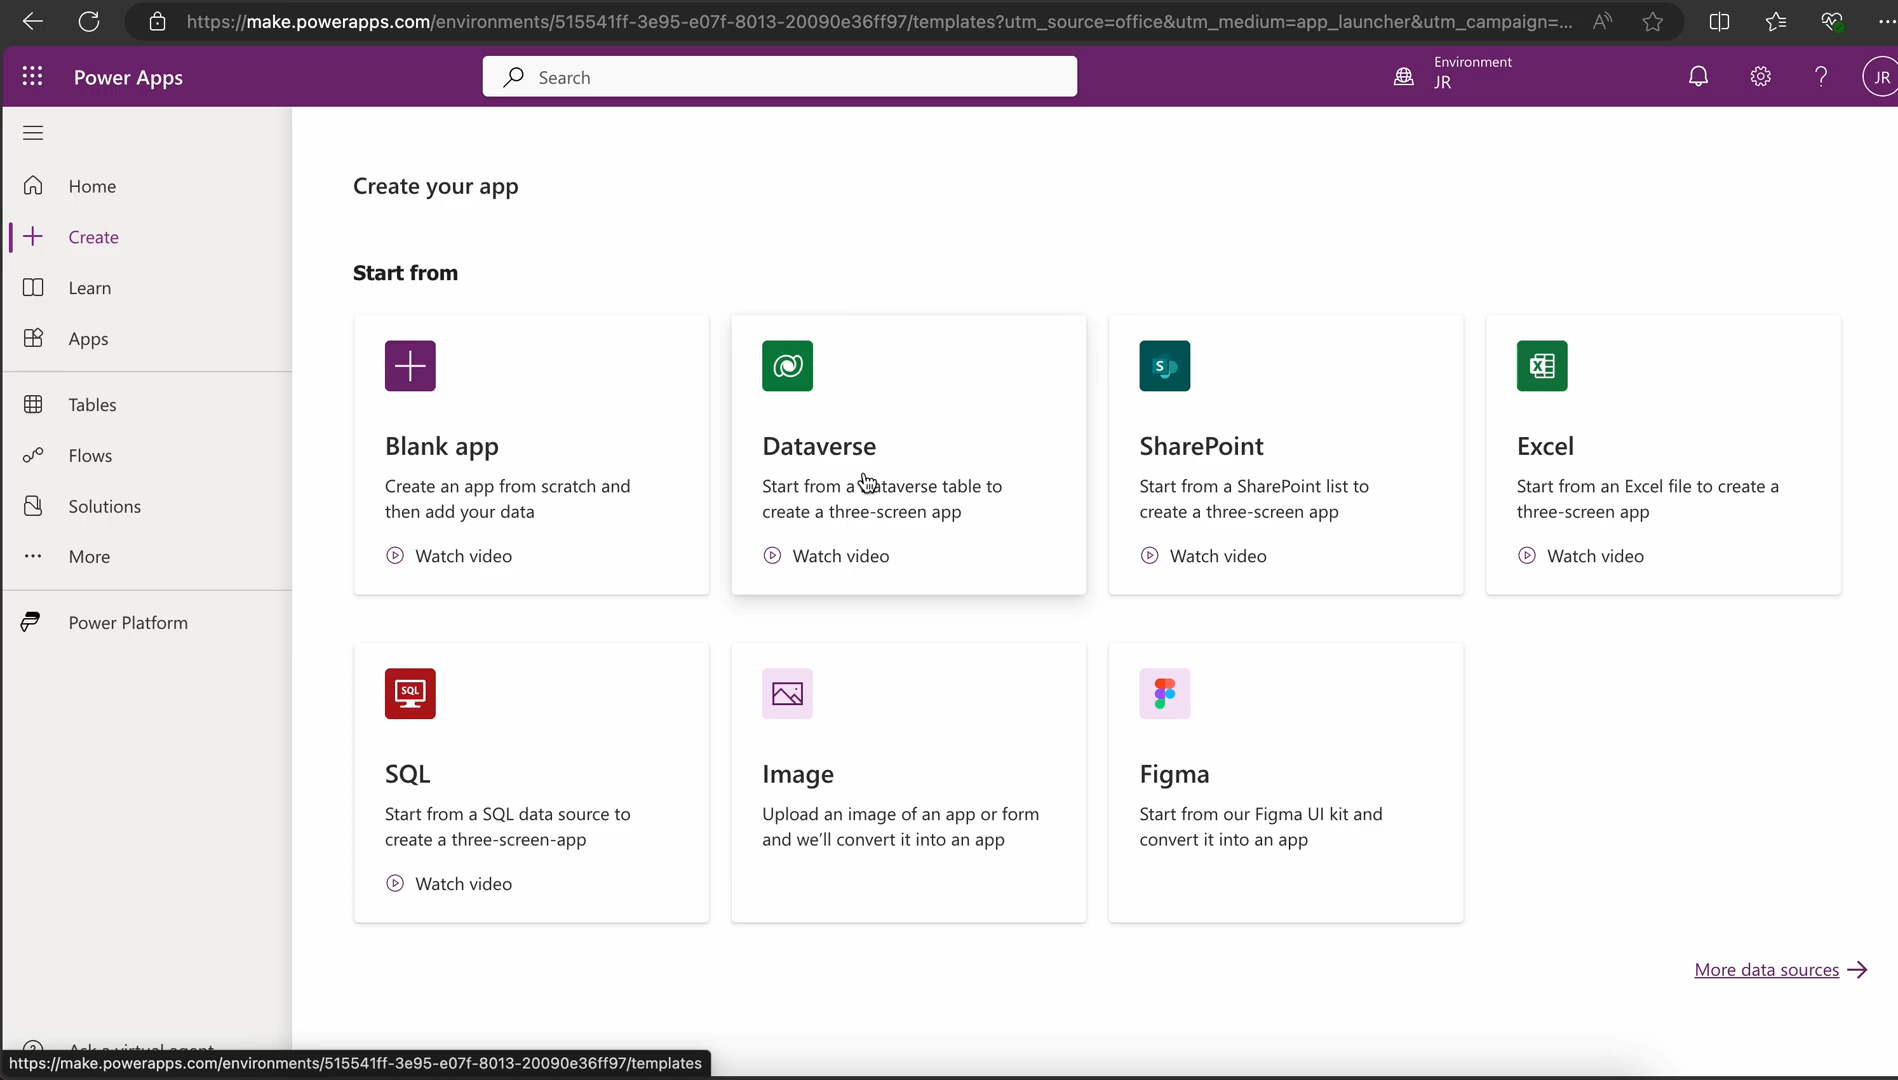 https://make.powerapps.com/environments/515541ff-3e95-e07f-8013-20090e36ff97/templates?utm_source=office&utm_medium=app_launcher&utm_campaign=...
Power Apps
Search
Environment
JR
JR
Home
Create
Learn
Apps
Tables
Flows
Solutions
More
Power Platform
Ask a virtual agent
Create your app
Start from
Blank app
Create an app from scratch and
then add your data
Watch video
Dataverse
Start from a Dataverse table to
create a three-screen app
Watch video
S
SharePoint
Start from a SharePoint list to
create a three-screen app
Watch video
X
Excel
Start from an Excel file to create a
three-screen app
Watch video
SQL
SQL
Start from a SQL data source to
create a three-screen-app
Watch video
Image
Upload an image of an app or form
and we'll convert it into an app
Figma
Start from our Figma UI kit and
convert it into an app
More data sources
https://make.powerapps.com/environments/515541ff-3e95-e07f-8013-20090e36ff97/templates